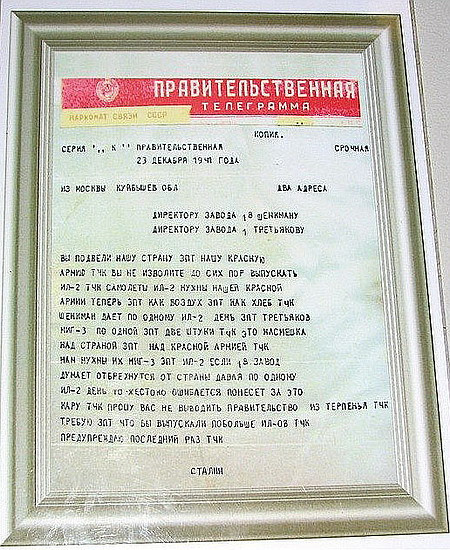 ПРАВИТЕЛЬСТВЕННАЯ
ТЕЛЕГРАММА
НАРКОМАТ СВЯЗИ СССР
КОПИЯ.
СЕРИЯ ",, К '' ПРАВИТЕЛЬСТВЕННАЯ СРОЧНАЯ
23 ДЕКАБРЯ 1941 ГОДА
ИЗ МОСКВЫ КУЙБЫШЕВ ОБЛ ДВА АДРЕСА
ДИРЕКТОРУ ЗАВОДА 18 ШЕНКМАНУ
ДИРЕКТОРУ ЗАВОДА 1 ТРЕТЬЯКОВУ
ВЫ ПОДВЕЛИ НАШУ СТРАНУ ЗПТ НАШУ КРАСНУЮ
АРМИЮ ТЧК ВЫ НЕ ИЗВОЛИТЕ ДО СИХ ПОР ВЫПУСКАТЬ
ИЛ-2 ТЧК САМОЛЕТЫ ИЛ-2 НУЖНЫ НАШЕЙ КРАСНОЙ
АРМИИ ТЕПЕРЬ ЗПТ КАК ВОЗДУХ ЗПТ КАК ХЛЕБ ТЧК
ШЕНКМАН ДАЕТ ПО ОДНОМУ ИЛ-2 ДЕНЬ ЗПТ ТРЕТЬЯКОВ
МИГ-3 ПО ОДНОЙ ЗПТ ДВЕ ШТУКИ ТЧК ЭТО НАСМЕШКА
НАД СТРАНОЙ ЗПТ НАД КРАСНОЙ АРМИЕЙ ТЧК
НАМ НУЖНЫ НЕ МИГ-3 ЗПТ ИЛ-2 ЕСЛИ 18 ЗАВОД
ДУМАЕТ ОТБРЕХНУТСЯ ОТ СТРАНЫ ДАВАЯ ПО ОДНОМУ
ИЛ-2 ДЕНЬ ТО ЖЕСТОКО ОШИБАЕТСЯ ПОНЕСЕТ ЗА ЭТО
КАРУ ТЧК ПРОШУ ВАС НЕ ВЫВОДИТЬ ПРАВИТЕЛЬСТВО ИЗ ТЕРПЕНЬЯ ТЧК
ТРЕБУЮ ЗПТ ЧТО БЫ ВЫПУСКАЛИ ПОБОЛЬШЕ ИЛ-ОВ ТЧК
ПРЕДУПРЕЖДАЮ ПОСЛЕДНИЙ РАЗ ТЧК
СТАЛИН